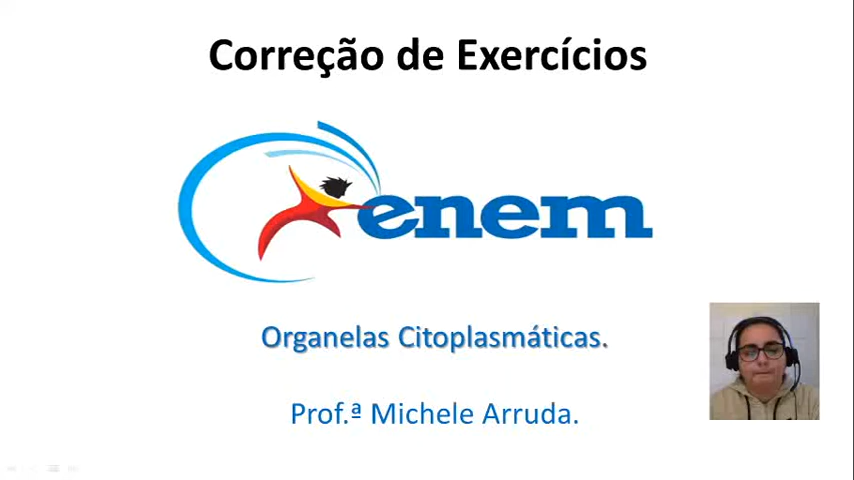 Correção de Exercícios
enem
Organelas Citoplasmáticas.
Prof.ª Michele Arruda.